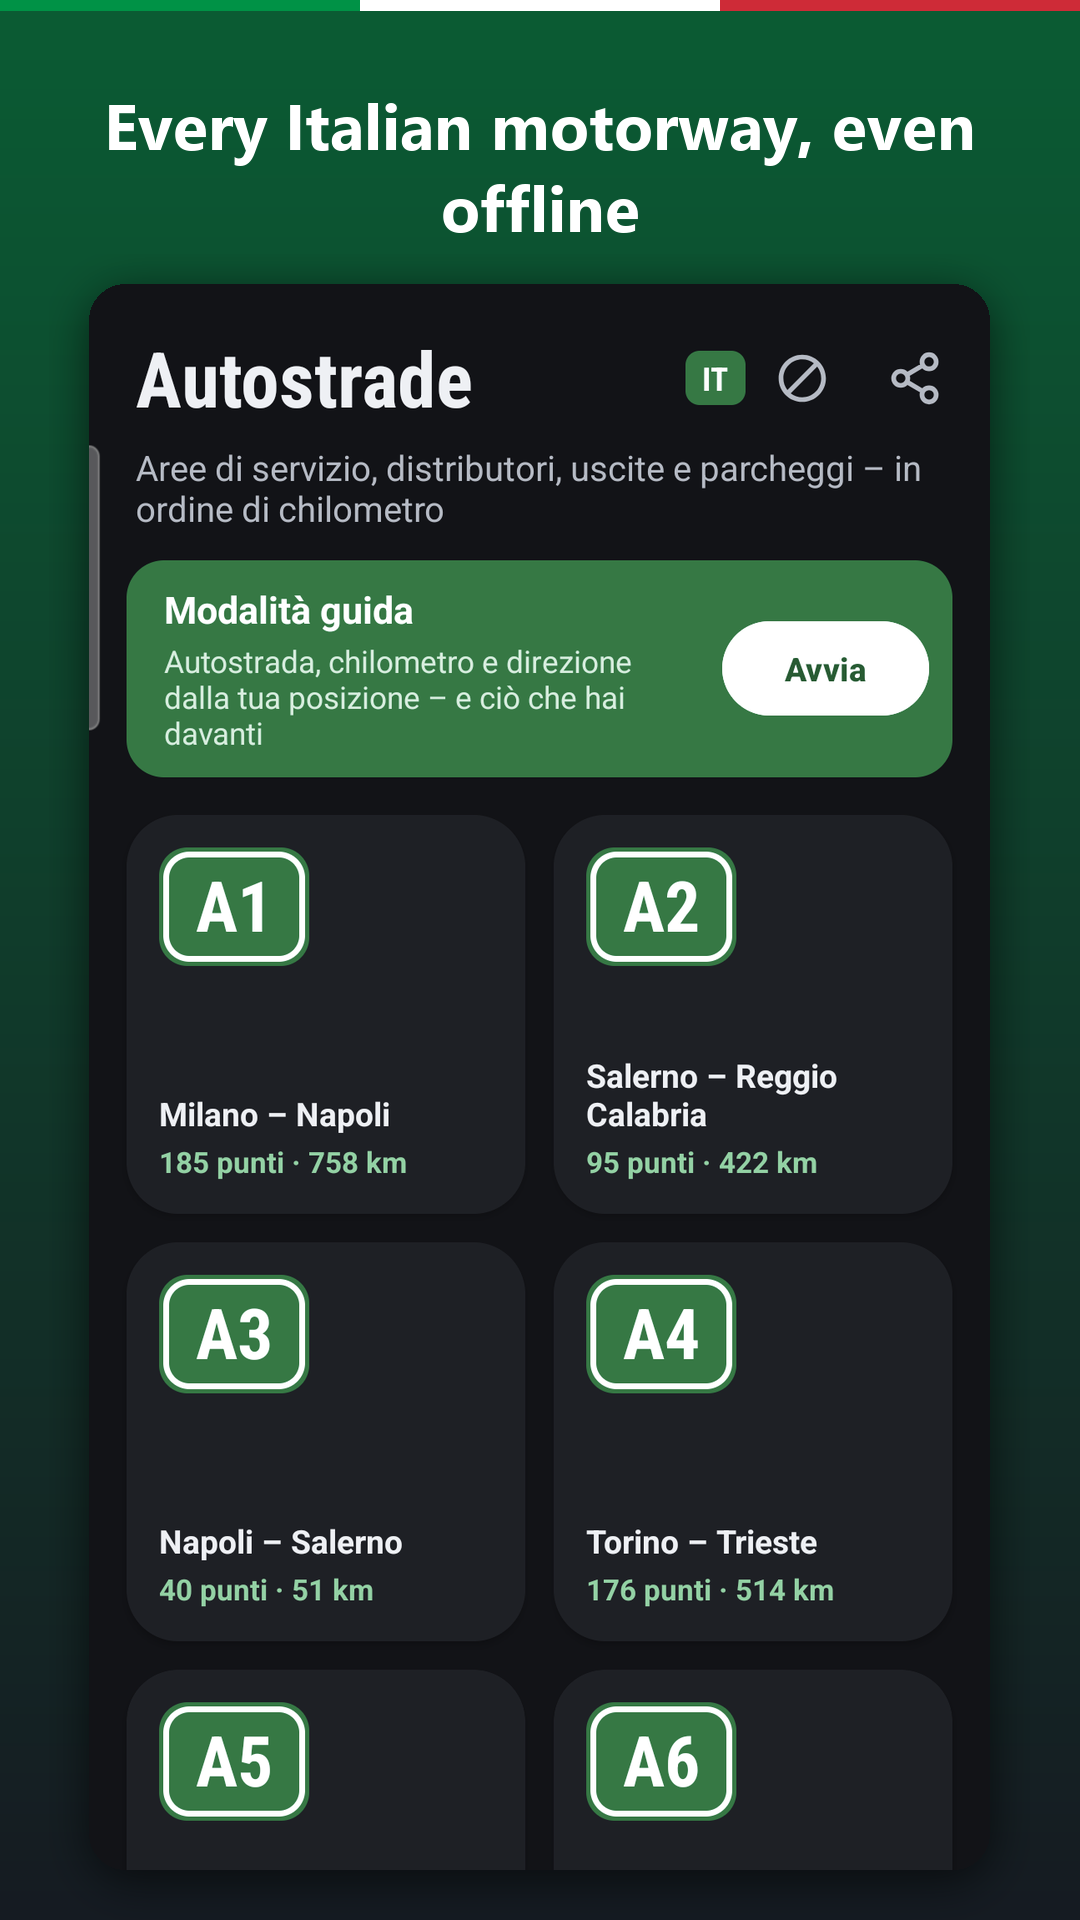 Every Italian motorway, even
offline
Autostrade
IT
Aree di servizio, distributori, uscite e parcheggi – in
ordine di chilometro
Modalità guida
Autostrada, chilometro e direzione
dalla tua posizione – e ciò che hai
davanti
Avvia
A1
Milano – Napoli
185 punti · 758 km
A2
Salerno – Reggio
Calabria
95 punti · 422 km
A3
Napoli – Salerno
40 punti · 51 km
A4
Torino – Trieste
176 punti · 514 km
A5
A6